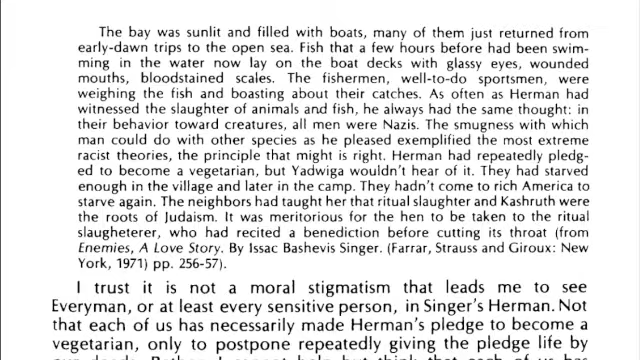 The bay was sunlit and filled with boats, many of them just returned from
early-dawn trips to the open sea. Fish that a few hours before had been swim-
ming in the water now lay on the boat decks with glassy eyes, wounded
mouths, bloodstained scales. The fishermen, well-to-do sportsmen, were
weighing the fish and boasting about their catches. As often as Herman had
witnessed the slaughter of animals and fish, he always had the same thought: in
their behavior toward creatures, all men were Nazis. The smugness with which
man could do with other species as he pleased exemplified the most extreme
racist theories, the principle that might is right. Herman had repeatedly pledg-
ed to become a vegetarian, but Yadwiga wouldn't hear of it. They had starved
enough in the village and later in the camp. They hadn't come to rich America to
starve again. The neighbors had taught her that ritual slaughter and Kashruth were
the roots of Judaism. It was meritorious for the hen to be taken to the ritual
slaugheterer, who had recited a benediction before cutting its throat (from
Enemies, A Love Story. By Issac Bashevis Singer. (Farrar, Strauss and Giroux: New
York, 1971) pp. 256-57).
I trust it is not a moral stigmatism that leads me to see
Everyman, or at least every sensitive person, in Singer's Herman. Not
that each of us has necessarily made Herman's pledge to become a
vegetarian, only to postpone repeatedly giving the pledge life by